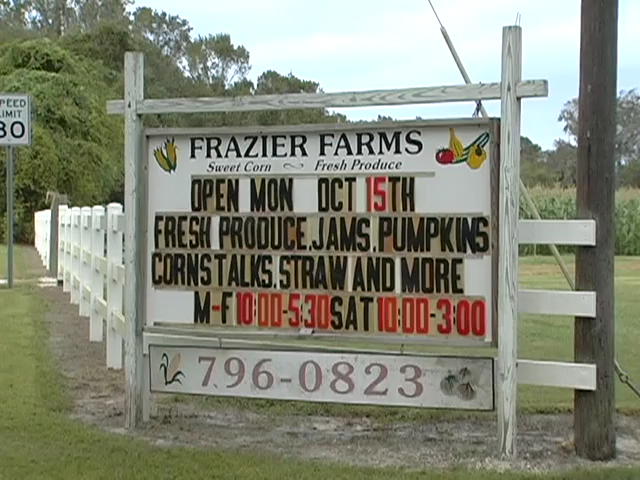 SPEED
LIMIT
30
FRAZIER FARMS
Sweet Corn ~ Fresh Produce
OPEN MON OCT 15TH
FRESH PRODUCE.JAMS.PUMPKINS
CORNSTALKS.STRAW AND MORE
M-F 10:00-5:30 SAT 10:00-3:00
796-0823